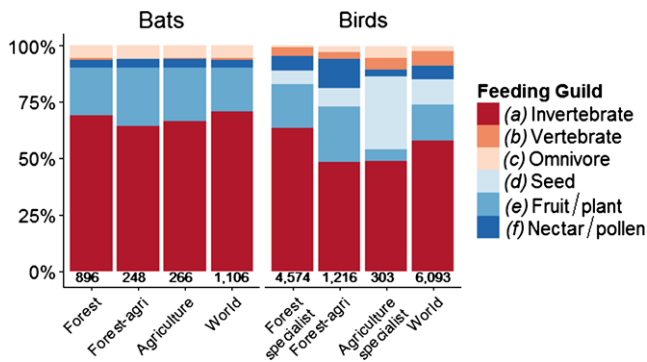 Bats
Birds
100%
75%
50%
25%
0%
896 248 266 1,106
4,574 1,216 303 6,093
Forest
Forest-agri
Agriculture
World
Forest
specialist
Forest-agri
Agriculture
specialist
World
Feeding Guild
(a) Invertebrate
(b) Vertebrate
(c) Omnivore
(d) Seed
(e) Fruit/plant
(f) Nectar/pollen